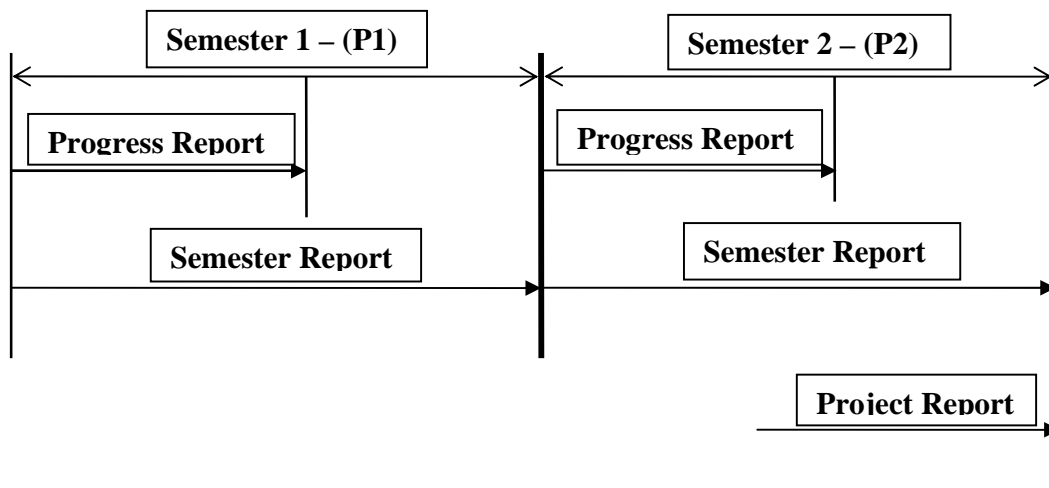 Semester 1 – (P1)
Semester 2 – (P2)
Progress Report
Progress Report
Semester Report
Semester Report
Project Report